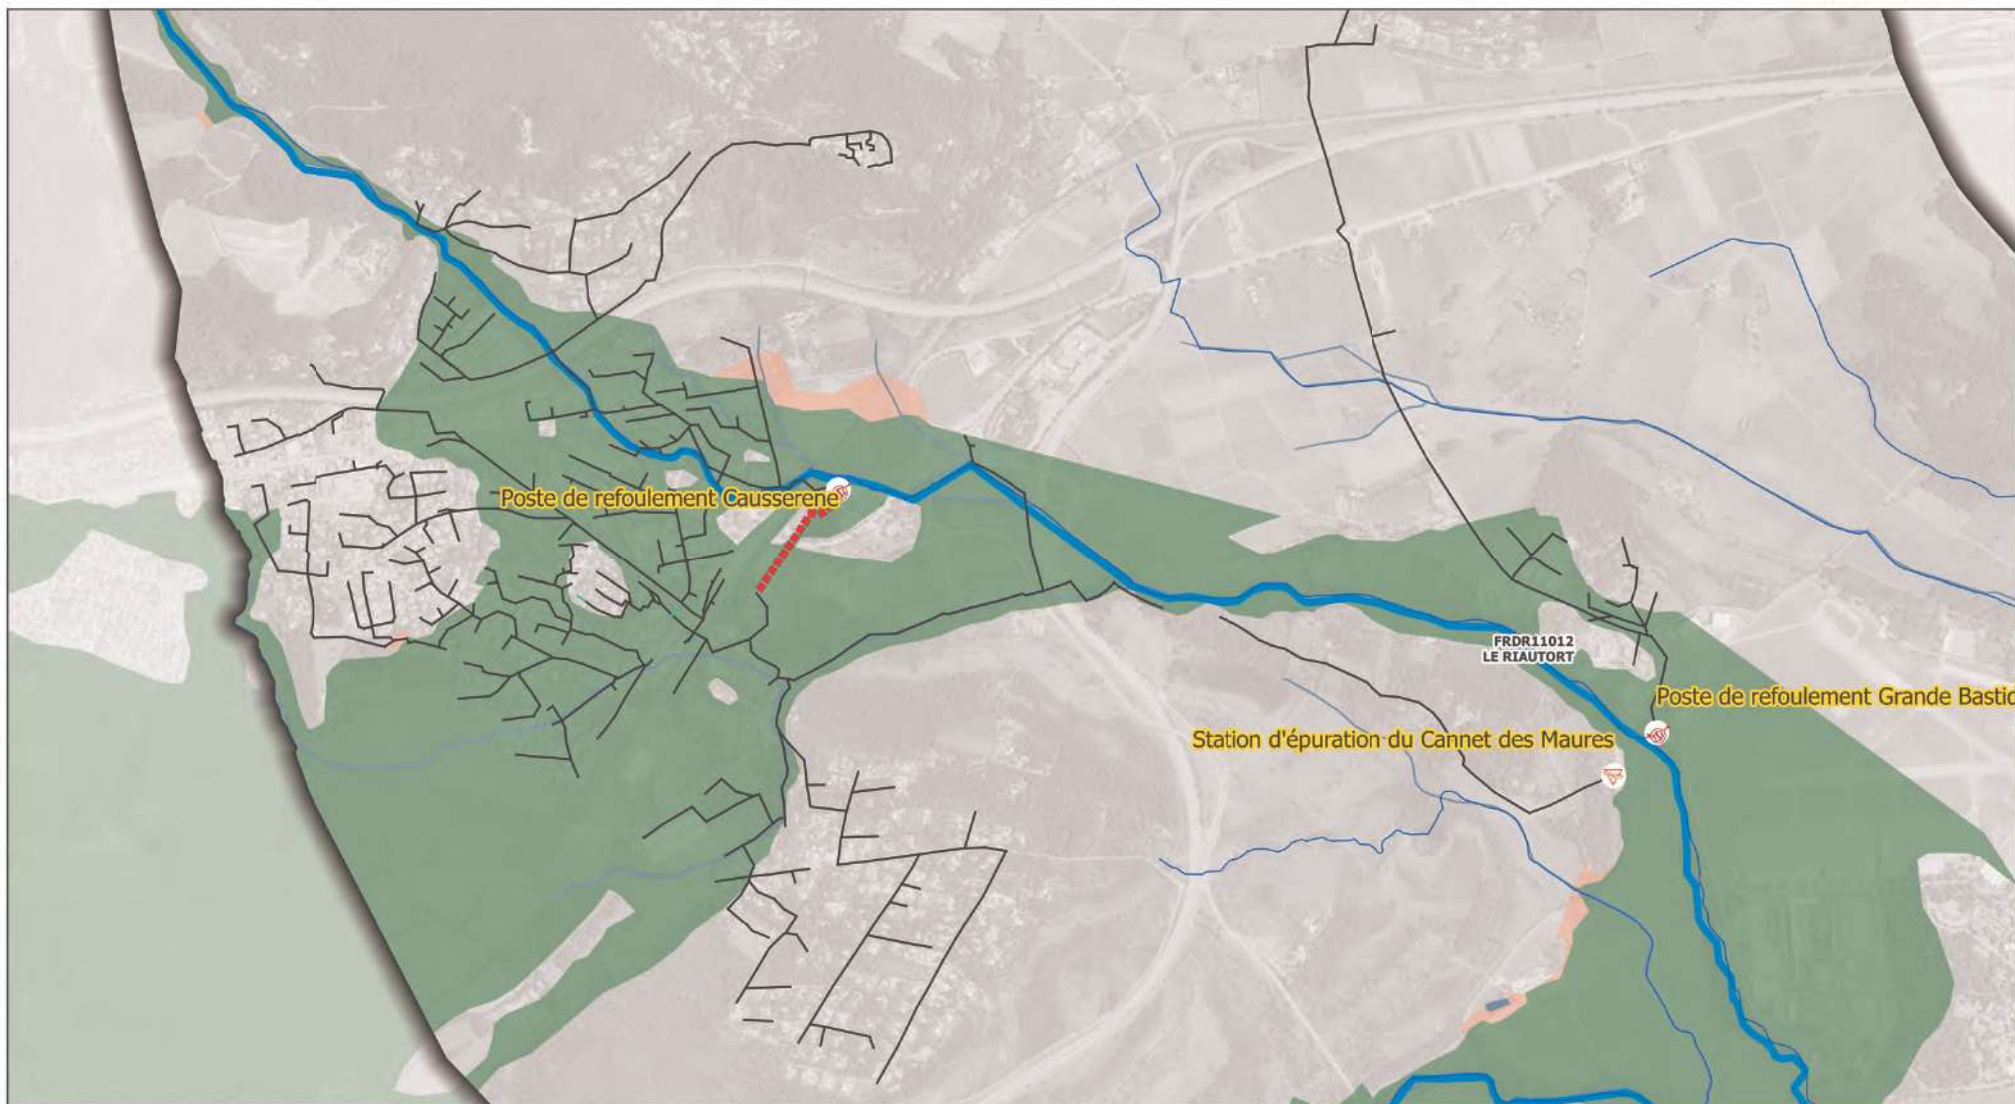 Poste de refoulement Causserene
FRDR11012
LE RIAUTORT
Poste de refoulement Grande Bastid
Station d'épuration du Cannet des Maures